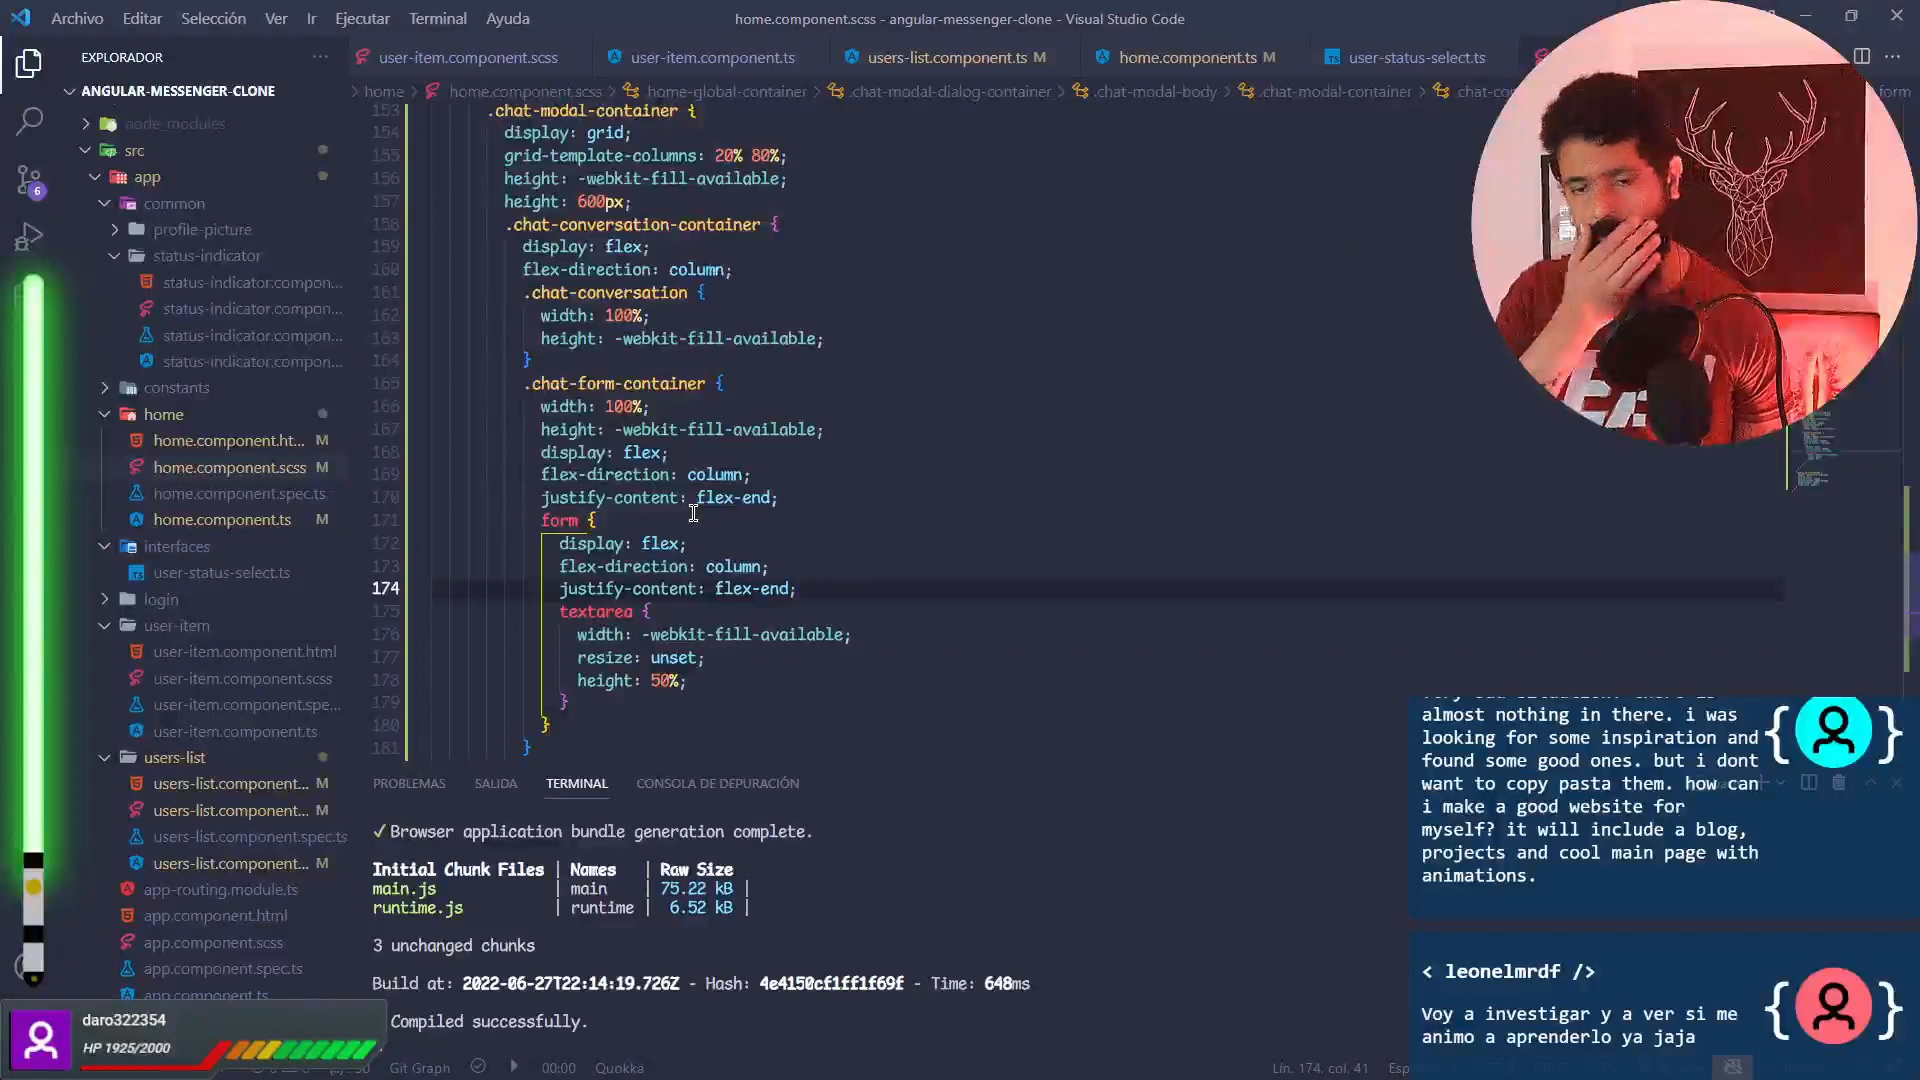 Archivo Editar Selección Ver Ir Ejecutar Terminal Ayuda
home.component.scss - angular-messenger-clone - Visual Studio Code
EXPLORADOR
user-item.component.scss
user-item.component.ts
users-list.component.ts M
home.component.ts M
user-status-select.ts
ANGULAR-MESSENGER-CLONE
home
home.component.scss
home-global-container
.chat-modal-dialog-container
.chat-modal-body
.chat-modal-container
form
node_modules
src
app
common
profile-picture
status-indicator
status-indicator.compon...
status-indicator.compon...
status-indicator.compon...
status-indicator.compon...
constants
home
home.component.ht... M
home.component.scss M
home.component.spec.ts
home.component.ts M
interfaces
user-status-select.ts
login
user-item
user-item.component.html
user-item.component.scss
user-item.component.spe...
user-item.component.ts
users-list
users-list.component... M
users-list.component... M
users-list.component.spec.ts
users-list.component... M
app-routing.module.ts
app.component.html
app.component.scss
app.component.spec.ts
app.component.ts
6
153 .chat-modal-container {
154 display: grid;
155 grid-template-columns: 20% 80%;
156 height: -webkit-fill-available;
157 height: 600px;
158 .chat-conversation-container {
159 display: flex;
160 flex-direction: column;
161 .chat-conversation {
162 width: 100%;
163 height: -webkit-fill-available;
164 }
165 .chat-form-container {
166 width: 100%;
167 height: -webkit-fill-available;
168 display: flex;
169 flex-direction: column;
170 justify-content: flex-end;
171 form {
172 display: flex;
173 flex-direction: column;
174 justify-content: flex-end;
175 textarea {
176 width: -webkit-fill-available;
177 resize: unset;
178 height: 50%;
179 }
180 }
181 }
PROBLEMAS SALIDA TERMINAL CONSOLA DE DEPURACIÓN
✓ Browser application bundle generation complete.
Initial Chunk Files | Names | Raw Size
main.js | main | 75.22 kB |
runtime.js | runtime | 6.52 kB |
3 unchanged chunks
Build at: 2022-06-27T22:14:19.726Z - Hash: 4e4150cf1ff1f69f - Time: 648ms
Compiled successfully.
almost nothing in there. i was
looking for some inspiration and
found some good ones. but i dont
want to copy pasta them. how can
i make a good website for
myself? it will include a blog,
projects and cool main page with
animations.
< leonelmrdf />
Voy a investigar y a ver si me
animo a aprenderlo ya jaja
daro322354
HP 1925/2000
Git Graph
00:00
Quokka
Lín. 174, col. 41